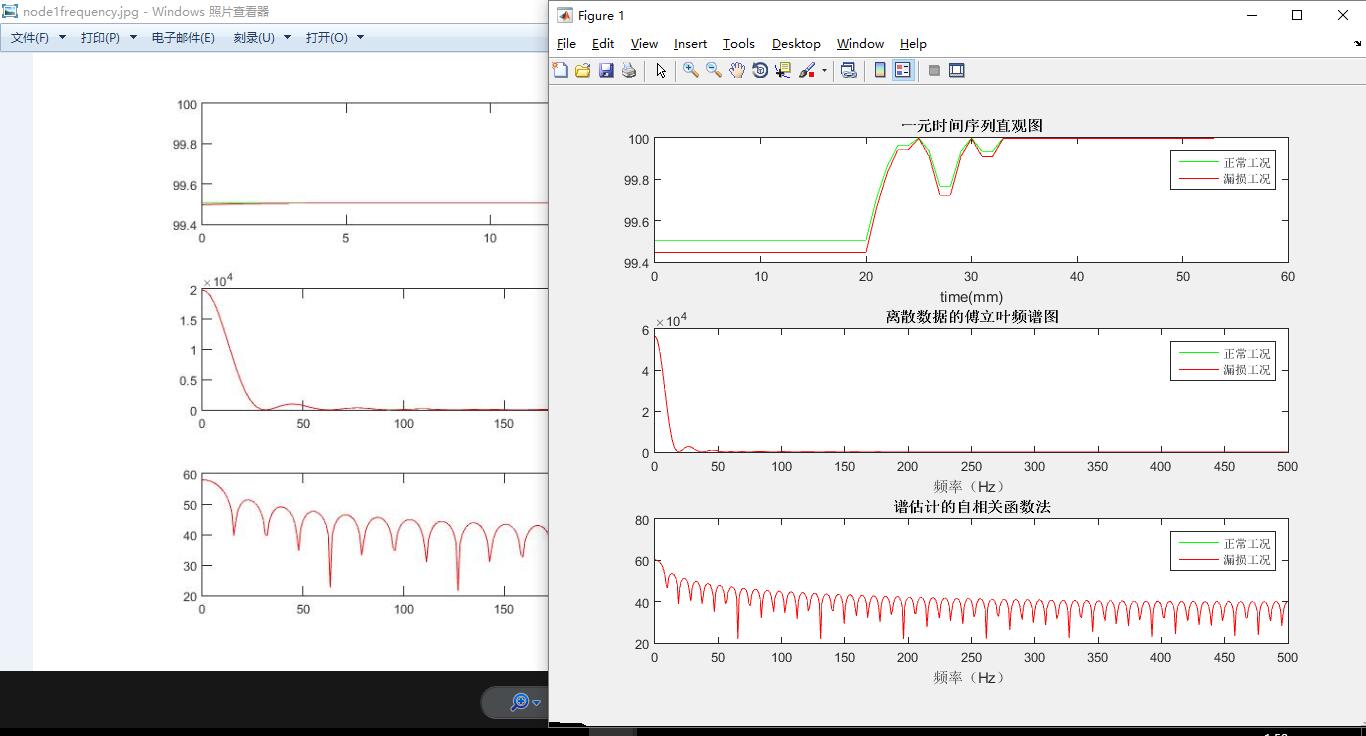 node1frequency.jpg - Windows 照片查看器
文件(F) 打印(P) 电子邮件(E) 刻录(U) 打开(O)
100
99.8
99.6
99.4
0 5 10
×10^4
2
1.5
1
0.5
0
0 50 100 150
60
50
40
30
20
0 50 100 150
Figure 1
File Edit View Insert Tools Desktop Window Help
一元时间序列直观图
100
99.8
99.6
99.4
正常工况
漏损工况
0 10 20 30 40 50 60
time(mm)
离散数据的傅立叶频谱图
×10^4
6
4
2
0
正常工况
漏损工况
0 50 100 150 200 250 300 350 400 450 500
频率（Hz）
谱估计的自相关函数法
80
60
40
20
正常工况
漏损工况
0 50 100 150 200 250 300 350 400 450 500
频率（Hz）